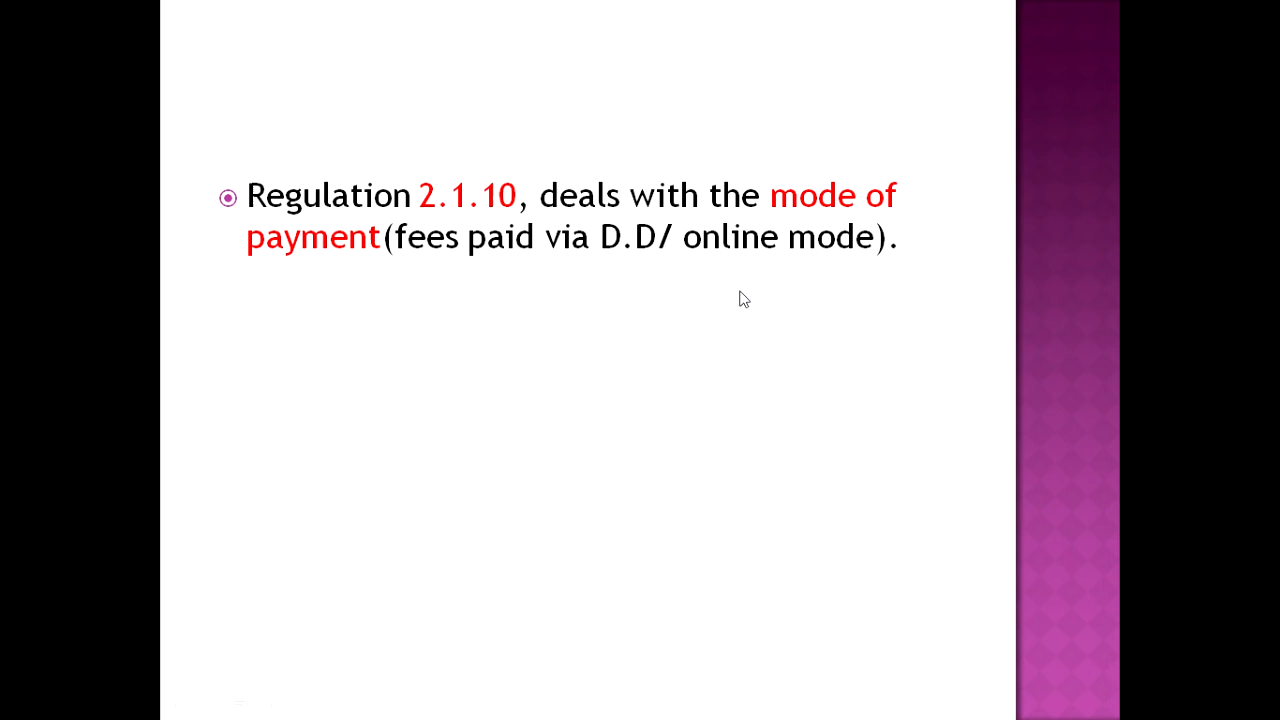 Regulation 2.1.10, deals with the mode of
payment(fees paid via D.D/ online mode).